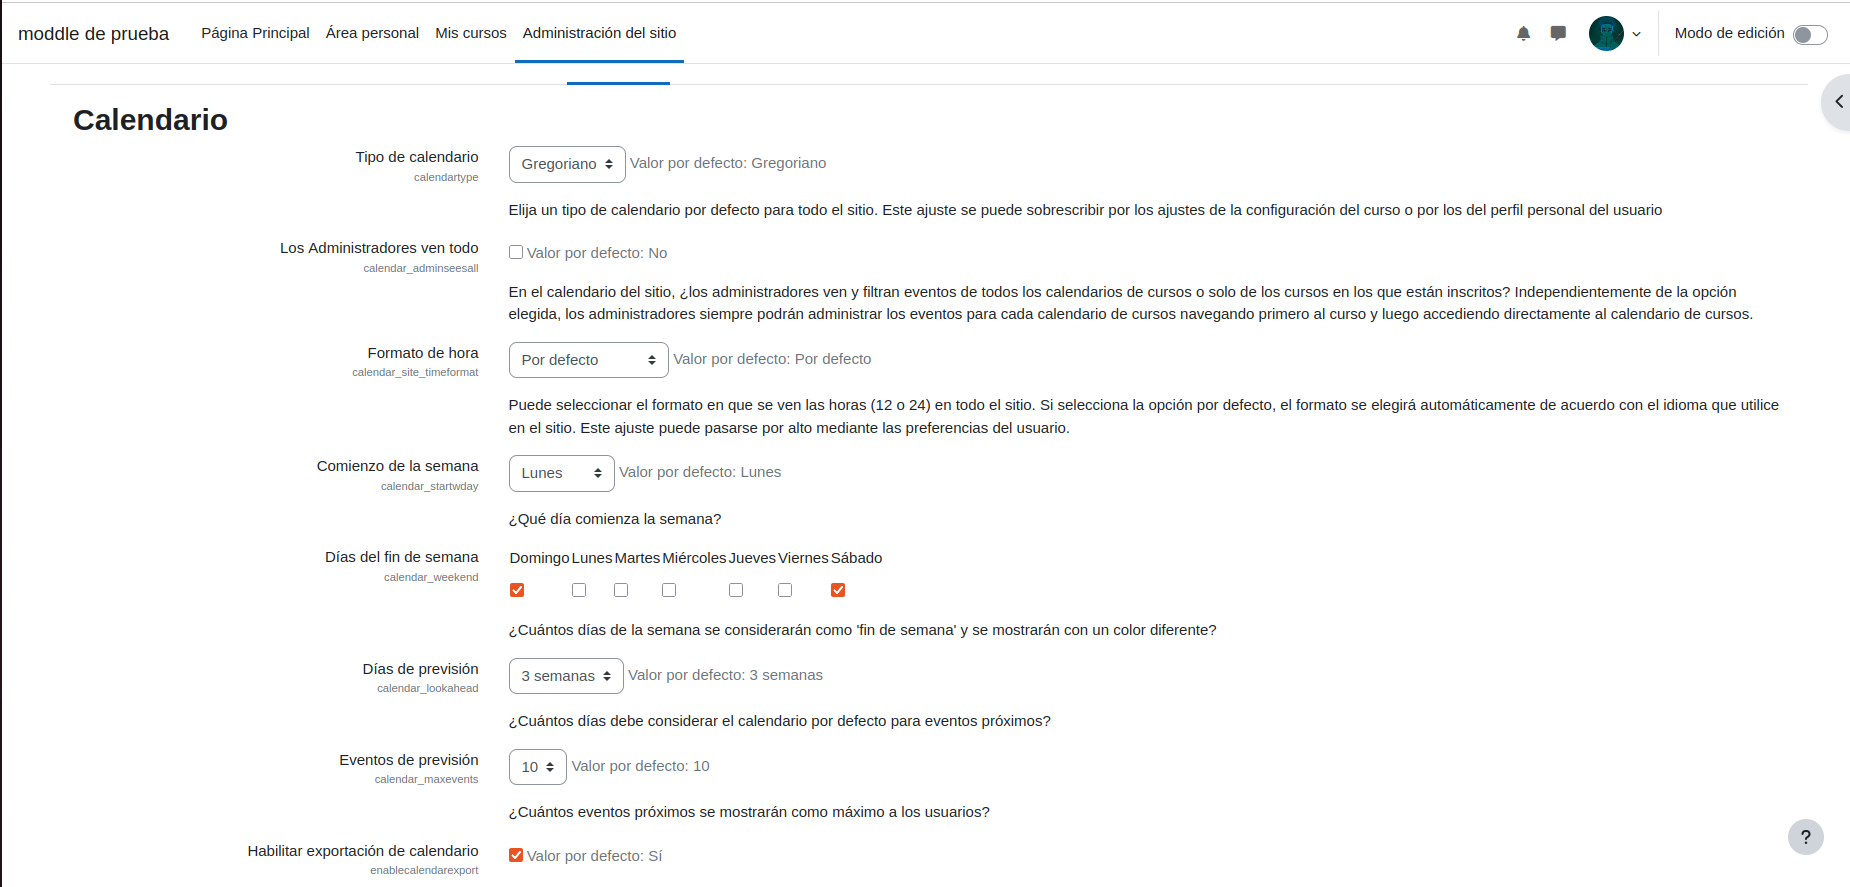 moddle de prueba Página Principal Área personal Mis cursos Administración del sitio Modo de edición
Calendario
Tipo de calendario Gregoriano Valor por defecto: Gregoriano
calendartype
Elija un tipo de calendario por defecto para todo el sitio. Este ajuste se puede sobrescribir por los ajustes de la configuración del curso o por los del perfil personal del usuario
Los Administradores ven todo Valor por defecto: No
calendar_adminseesall
En el calendario del sitio, ¿los administradores ven y filtran eventos de todos los calendarios de cursos o solo de los cursos en los que están inscritos? Independientemente de la opción
elegida, los administradores siempre podrán administrar los eventos para cada calendario de cursos navegando primero al curso y luego accediendo directamente al calendario de cursos.
Formato de hora Por defecto Valor por defecto: Por defecto
calendar_site_timeformat
Puede seleccionar el formato en que se ven las horas (12 o 24) en todo el sitio. Si selecciona la opción por defecto, el formato se elegirá automáticamente de acuerdo con el idioma que utilice
en el sitio. Este ajuste puede pasarse por alto mediante las preferencias del usuario.
Comienzo de la semana Lunes Valor por defecto: Lunes
calendar_startwday
¿Qué día comienza la semana?
Días del fin de semana Domingo Lunes Martes Miércoles Jueves Viernes Sábado
calendar_weekend
¿Cuántos días de la semana se considerarán como 'fin de semana' y se mostrarán con un color diferente?
Días de previsión 3 semanas Valor por defecto: 3 semanas
calendar_lookahead
¿Cuántos días debe considerar el calendario por defecto para eventos próximos?
Eventos de previsión 10 Valor por defecto: 10
calendar_maxevents
¿Cuántos eventos próximos se mostrarán como máximo a los usuarios?
?
Habilitar exportación de calendario Valor por defecto: Sí
enablecalendarexport